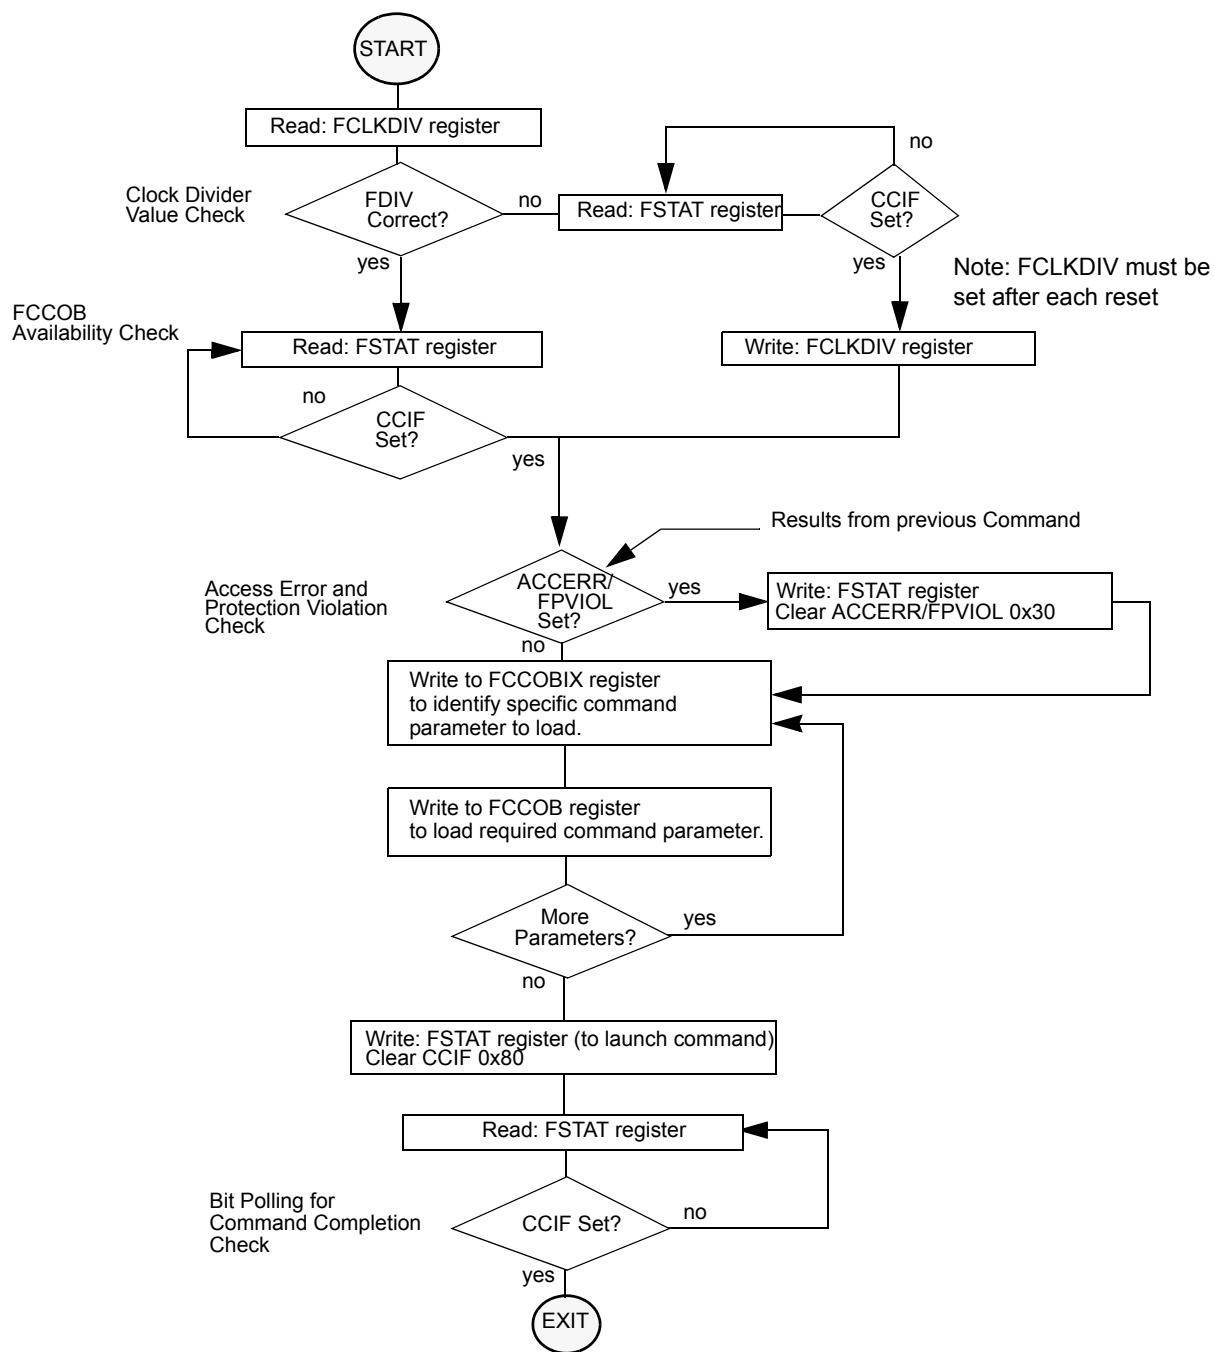 START
Read: FCLKDIV register
no
Clock Divider
Value Check
FDIV
Correct?
no
Read: FSTAT register
CCIF
Set?
yes
yes
Note: FCLKDIV must be
set after each reset
FCCOB
Availability Check
Read: FSTAT register
Write: FCLKDIV register
no
CCIF
Set?
yes
Results from previous Command
Access Error and
Protection Violation
Check
ACCERR/
FPVIOL
Set?
yes
Write: FSTAT register
Clear ACCERR/FPVIOL 0x30
no
Write to FCCOBIX register
to identify specific command
parameter to load.
Write to FCCOB register
to load required command parameter.
More
Parameters?
yes
no
Write: FSTAT register (to launch command)
Clear CCIF 0x80
Read: FSTAT register
Bit Polling for
Command Completion
Check
CCIF Set?
no
yes
EXIT